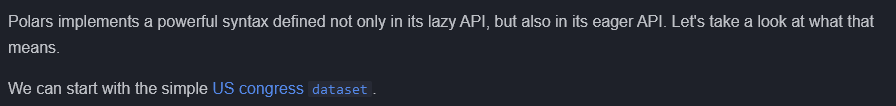 Polars implements a powerful syntax defined not only in its lazy API, but also in its eager API. Let's take a look at what that
means.
We can start with the simple US congress dataset.